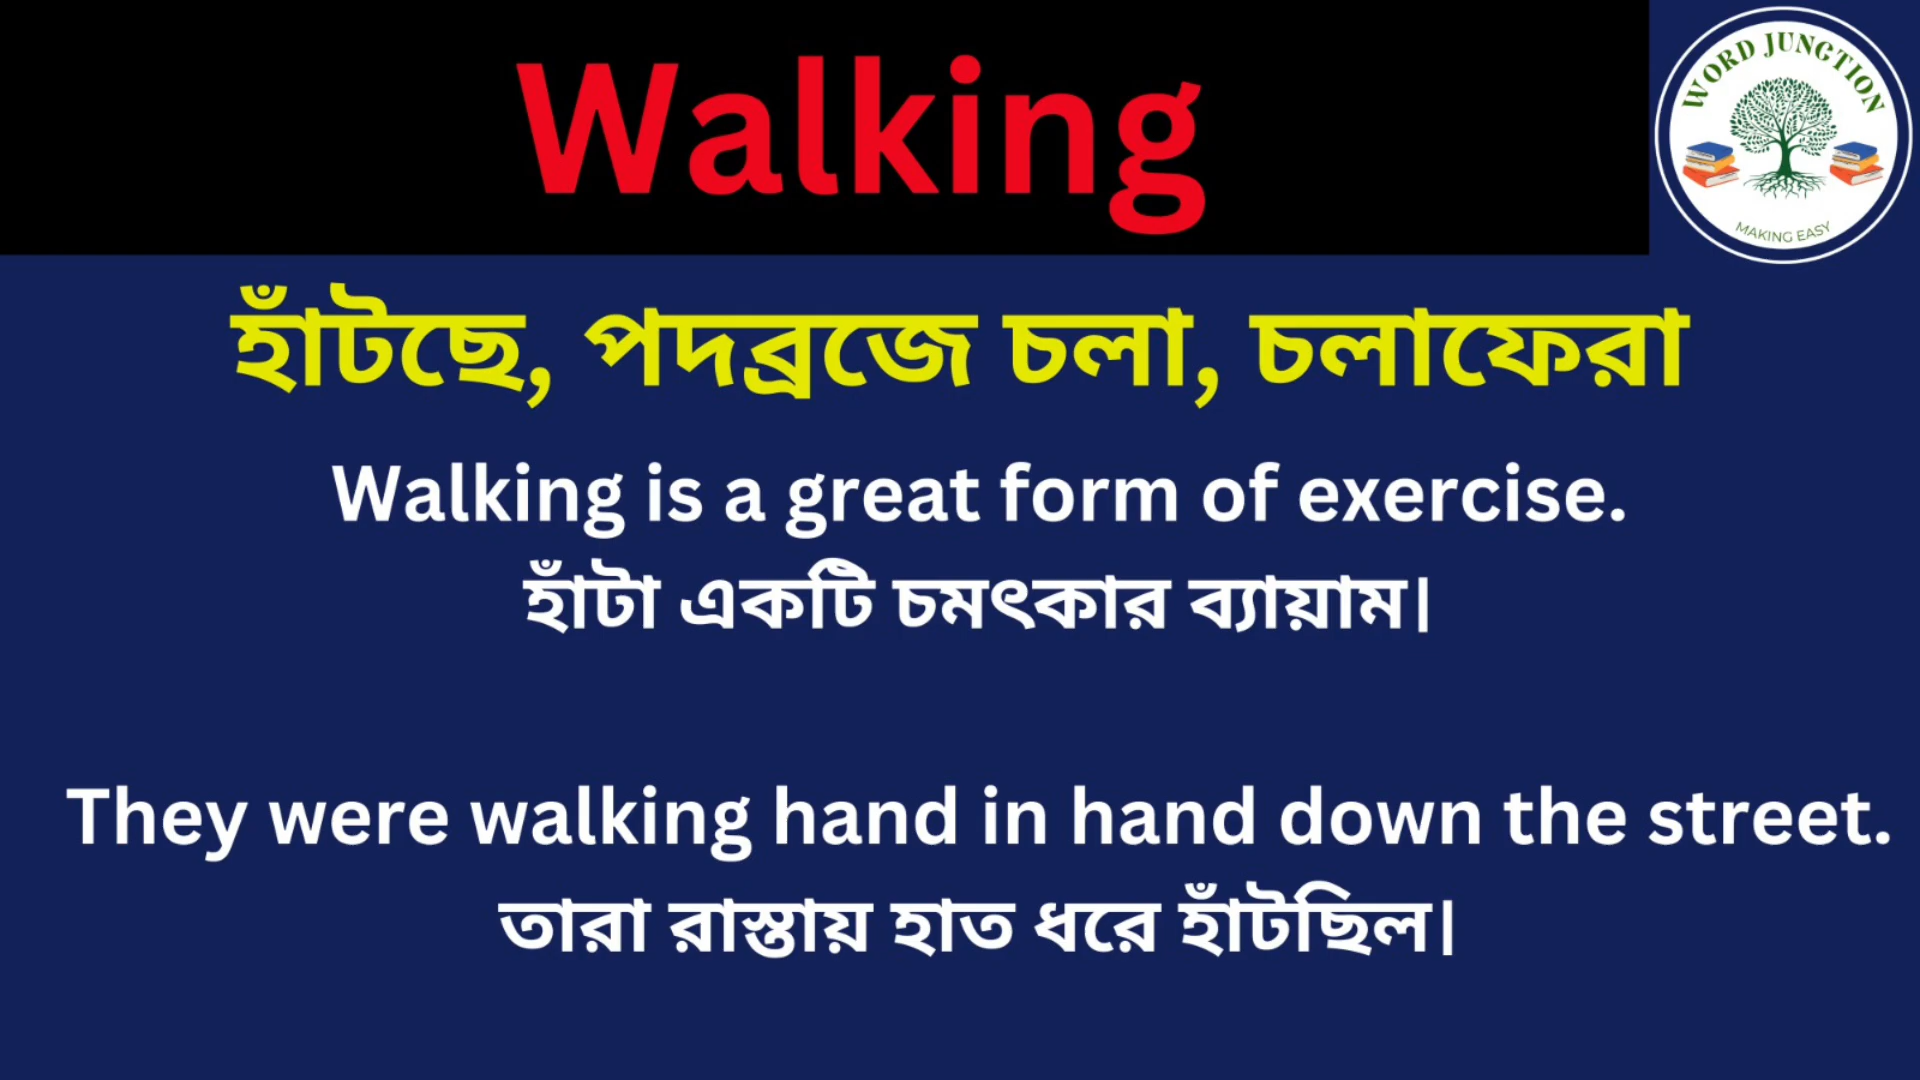 Walking
WORD JUNGTION
MAKING EASY
হাঁটছে, পদব্রজে চলা, চলাফেরা
Walking is a great form of exercise.
হাঁটা একটি চমৎকার ব্যায়াম।
They were walking hand in hand down the street.
তারা রাস্তায় হাত ধরে হাঁটছিল।